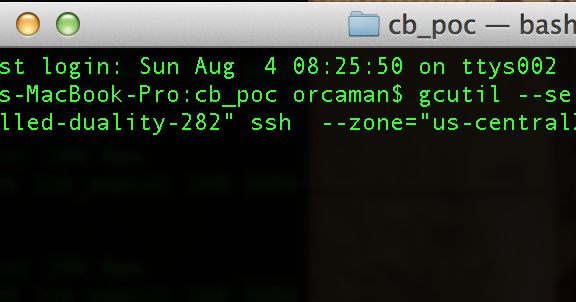 cb_poc — bash
st login: Sun Aug  4 08:25:50 on ttys002
s-MacBook-Pro:cb_poc orcaman$ gcutil --se
lled-duality-282" ssh  --zone="us-central